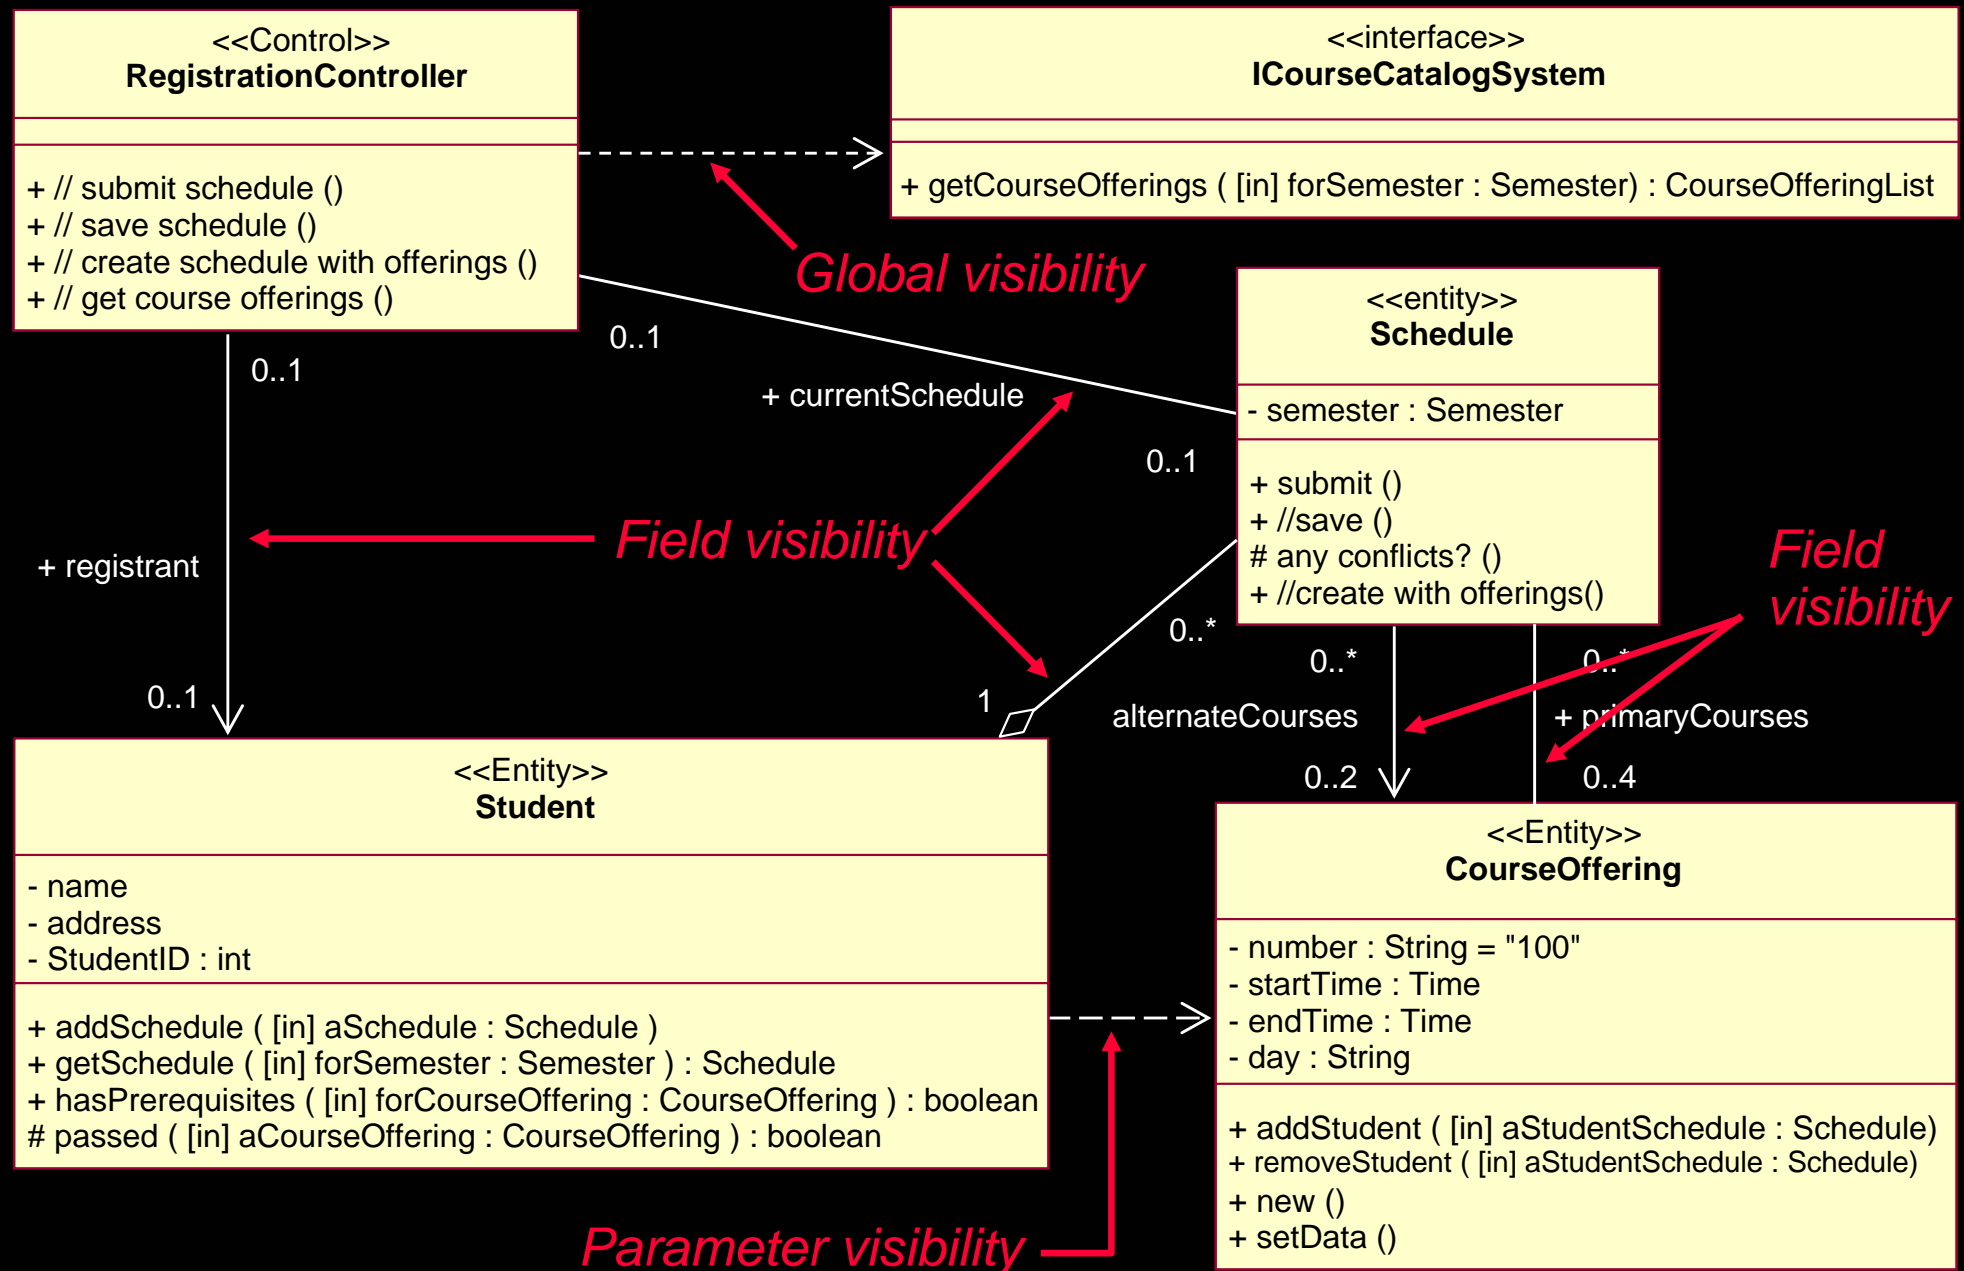 <<Control>>
RegistrationController
+ // submit schedule ()
+ // save schedule ()
+ // create schedule with offerings ()
+ // get course offerings ()
<<interface>>
ICourseCatalogSystem
+ getCourseOfferings ( [in] forSemester : Semester) : CourseOfferingList
Global visibility
0..1
0..1
+ currentSchedule
0..1
<<entity>>
Schedule
- semester : Semester
+ submit ()
+ //save ()
# any conflicts? ()
+ //create with offerings()
Field visibility
+ registrant
0..1
Field
visibility
0..*
1
0..*
0..*
alternateCourses
+ primaryCourses
0..2
0..4
<<Entity>>
Student
- name
- address
- StudentID : int
+ addSchedule ( [in] aSchedule : Schedule )
+ getSchedule ( [in] forSemester : Semester ) : Schedule
+ hasPrerequisites ( [in] forCourseOffering : CourseOffering ) : boolean
# passed ( [in] aCourseOffering : CourseOffering ) : boolean
<<Entity>>
CourseOffering
- number : String = "100"
- startTime : Time
- endTime : Time
- day : String
+ addStudent ( [in] aStudentSchedule : Schedule)
+ removeStudent ( [in] aStudentSchedule : Schedule)
+ new ()
+ setData ()
Parameter visibility